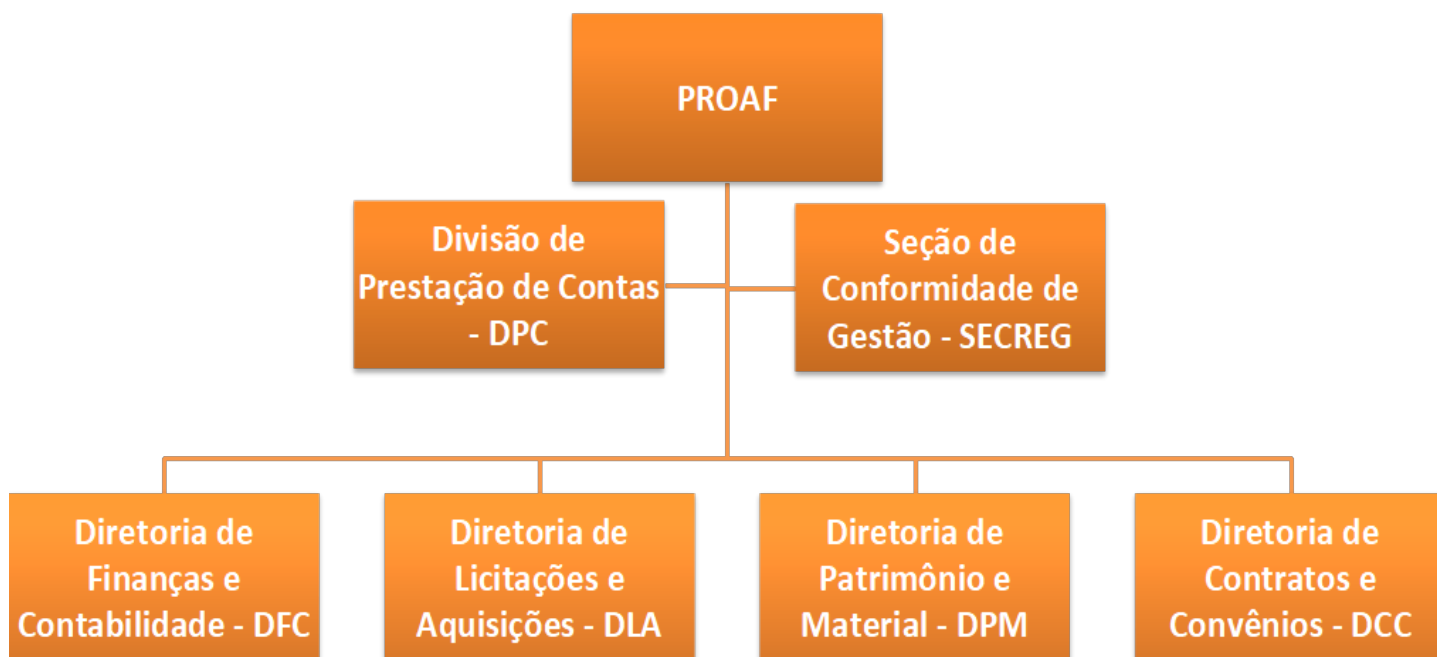 PROAF
Divisão de
Prestação de Contas
- DPC
Seção de
Conformidade de
Gestão - SECREG
Diretoria de
Finanças e
Contabilidade - DFC
Diretoria de
Licitações e
Aquisições - DLA
Diretoria de
Patrimônio e
Material - DPM
Diretoria de
Contratos e
Convênios - DCC